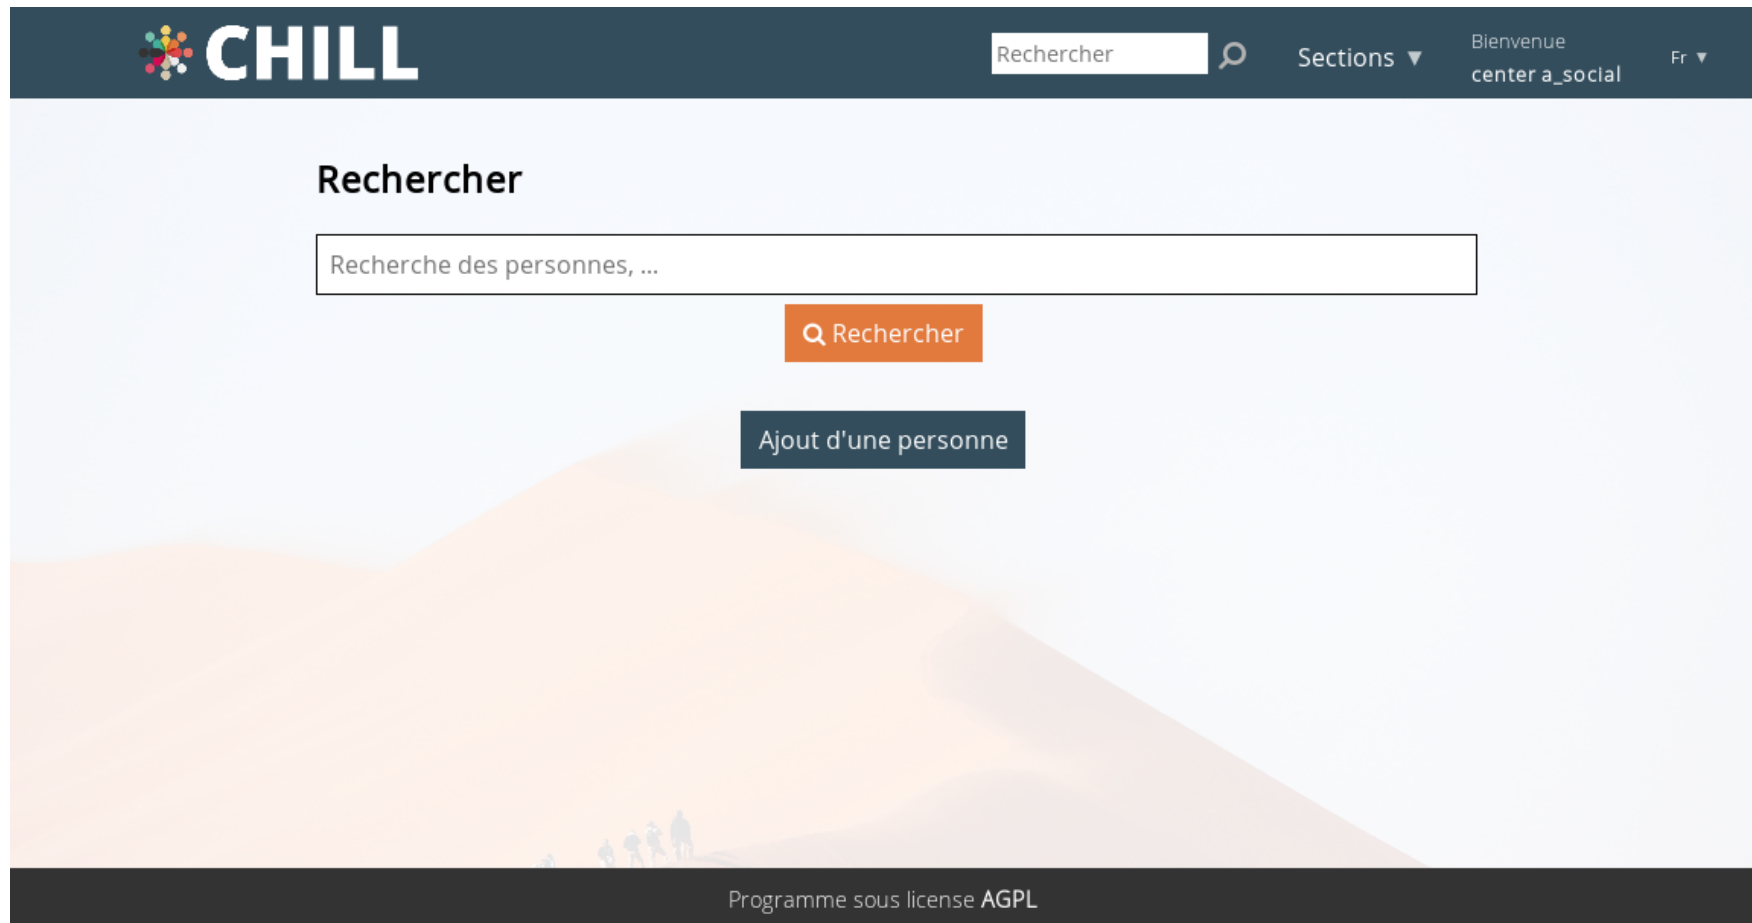 CHILL
Rechercher
Sections ▼
Bienvenue
center a_social
Fr ▼
Rechercher
Recherche des personnes, ...
Rechercher
Ajout d'une personne
Programme sous license AGPL